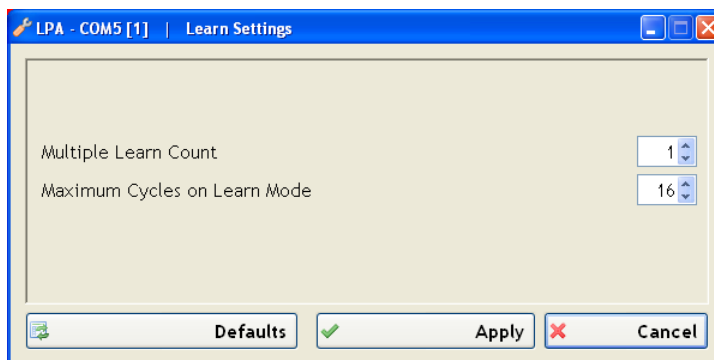 LPA - COM5 [1] | Learn Settings
Multiple Learn Count 1
Maximum Cycles on Learn Mode 16
Defaults Apply Cancel